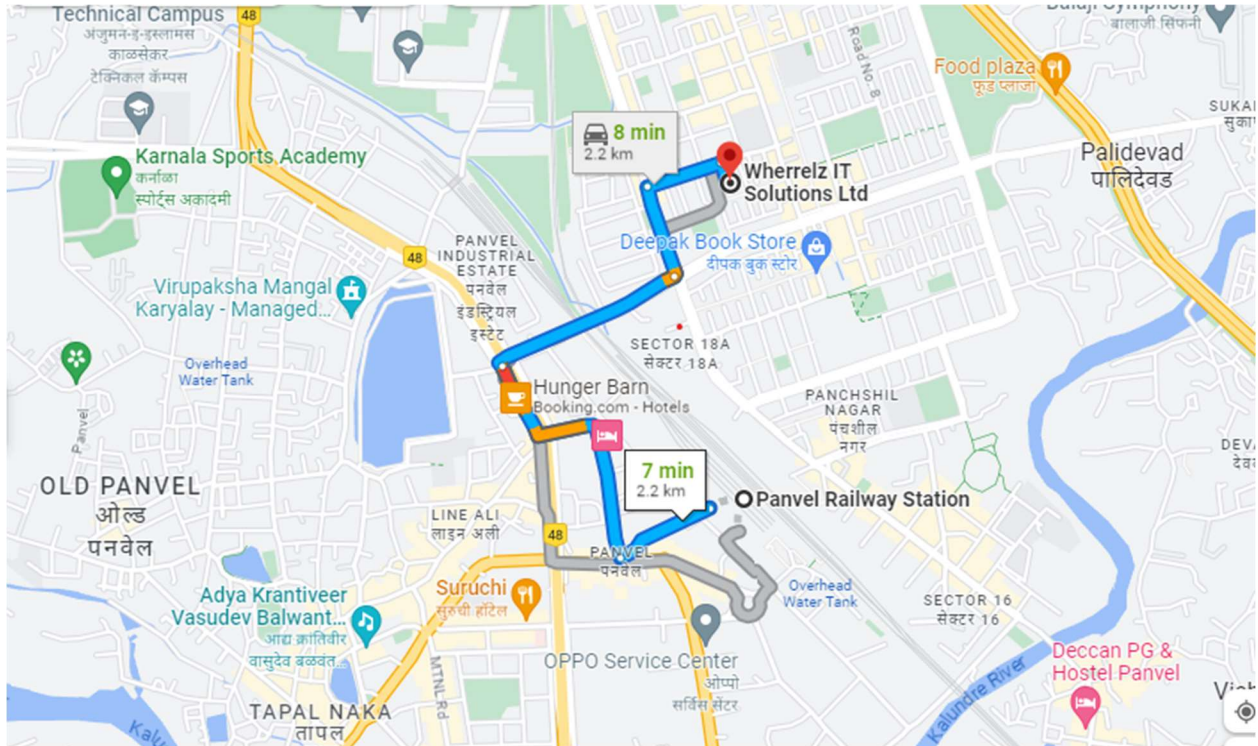 Technical Campus
अंजुमन-इ-इस्लामस
काळसेकर
टेक्निकल कॅम्पस
48
बालाजी सिंफनी
Road No. 8
Food plaza
फूड प्लाजा
8 min
2.2 km
Karnala Sports Academy
कर्नाळा
स्पोर्ट्स अकादमी
Wherrelz IT
Solutions Ltd
Palidevad
पालिदेवड
48
PANVEL
INDUSTRIAL
ESTATE
पनवेल
इंडस्ट्रियल
इस्टेट
Deepak Book Store
दीपक बुक स्टोर
Virupaksha Mangal
Karyalay - Managed...
SECTOR 18A
सेक्टर 18A
Overhead
Water Tank
Hunger Barn
Booking.com - Hotels
PANCHSHIL
NAGAR
पंचशील
नगर
Panvel
7 min
2.2 km
Panvel Railway Station
OLD PANVEL
ओल्ड
पनवेल
LINE ALI
लाइन अली
48
PANVEL
पनवेल
Overhead
Water Tank
Suruchi
सुरुची हॉटेल
SECTOR 16
सेक्टर 16
Adya Krantiveer
Vasudev Balwant...
आद्य क्रांतिवीर
वासुदेव बळवंत...
OPPO Service Center
ओप्पो
सर्विस सेंटर
MTNL Rd
Deccan PG &
Hostel Panvel
Kalundre River
TAPAL NAKA
तापल